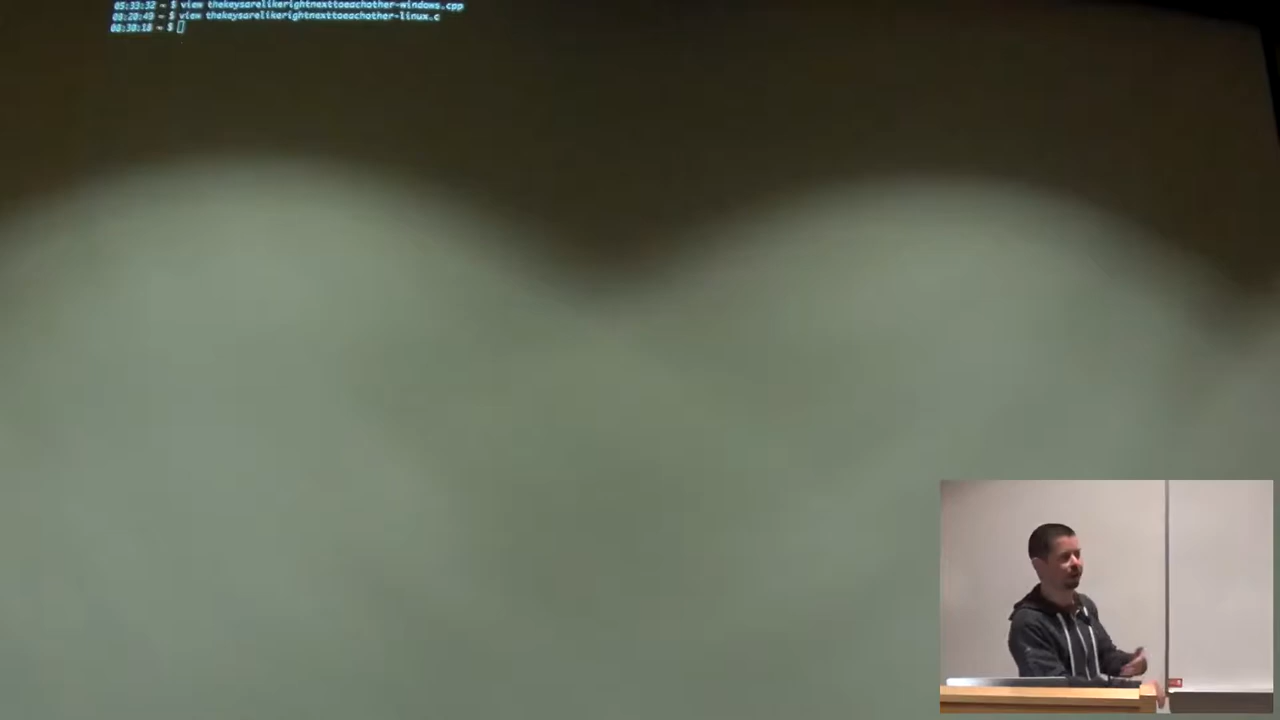 05:33:32 ~ $ view thekeysarelikerightnexttoeachother-windows.cpp
08:20:49 ~ $ view thekeysarelikerightnexttoeachother-linux.c
08:30:18 ~ $